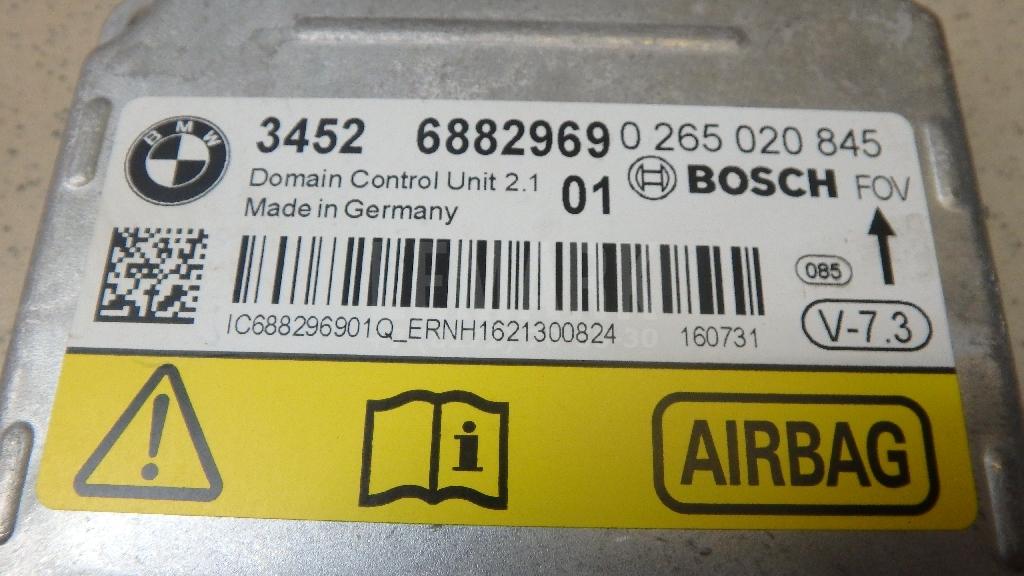 BMW 3452 6882969 0 265 020 845
Domain Control Unit 2.1 01 BOSCH FOV
Made in Germany
085
IC688296901Q_ERNH1621300824 160731 V-7.3
i AIRBAG